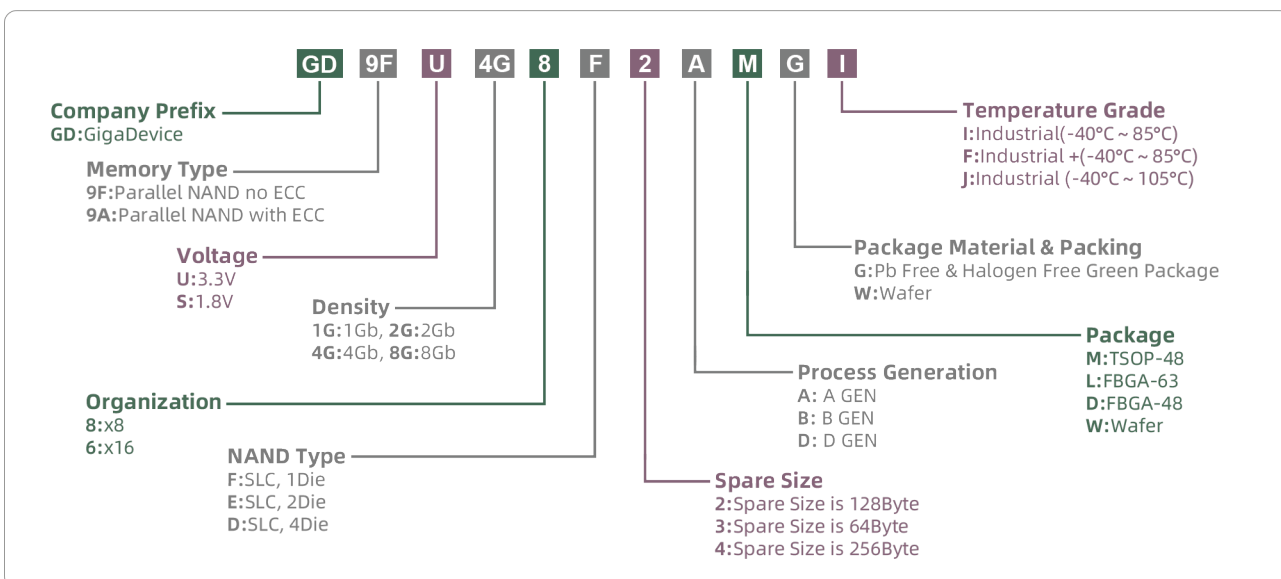 GD 9F U 4G 8 F 2 A M G I
Company Prefix
GD:GigaDevice
Memory Type
9F:Parallel NAND no ECC
9A:Parallel NAND with ECC
Voltage
U:3.3V
S:1.8V
Density
1G:1Gb, 2G:2Gb
4G:4Gb, 8G:8Gb
Organization
8:x8
6:x16
NAND Type
F:SLC, 1Die
E:SLC, 2Die
D:SLC, 4Die
Temperature Grade
I:Industrial(-40°C ~ 85°C)
F:Industrial +(-40°C ~ 85°C)
J:Industrial (-40°C ~ 105°C)
Package Material & Packing
G:Pb Free & Halogen Free Green Package
W:Wafer
Package
M:TSOP-48
L:FBGA-63
D:FBGA-48
W:Wafer
Process Generation
A: A GEN
B: B GEN
D: D GEN
Spare Size
2:Spare Size is 128Byte
3:Spare Size is 64Byte
4:Spare Size is 256Byte